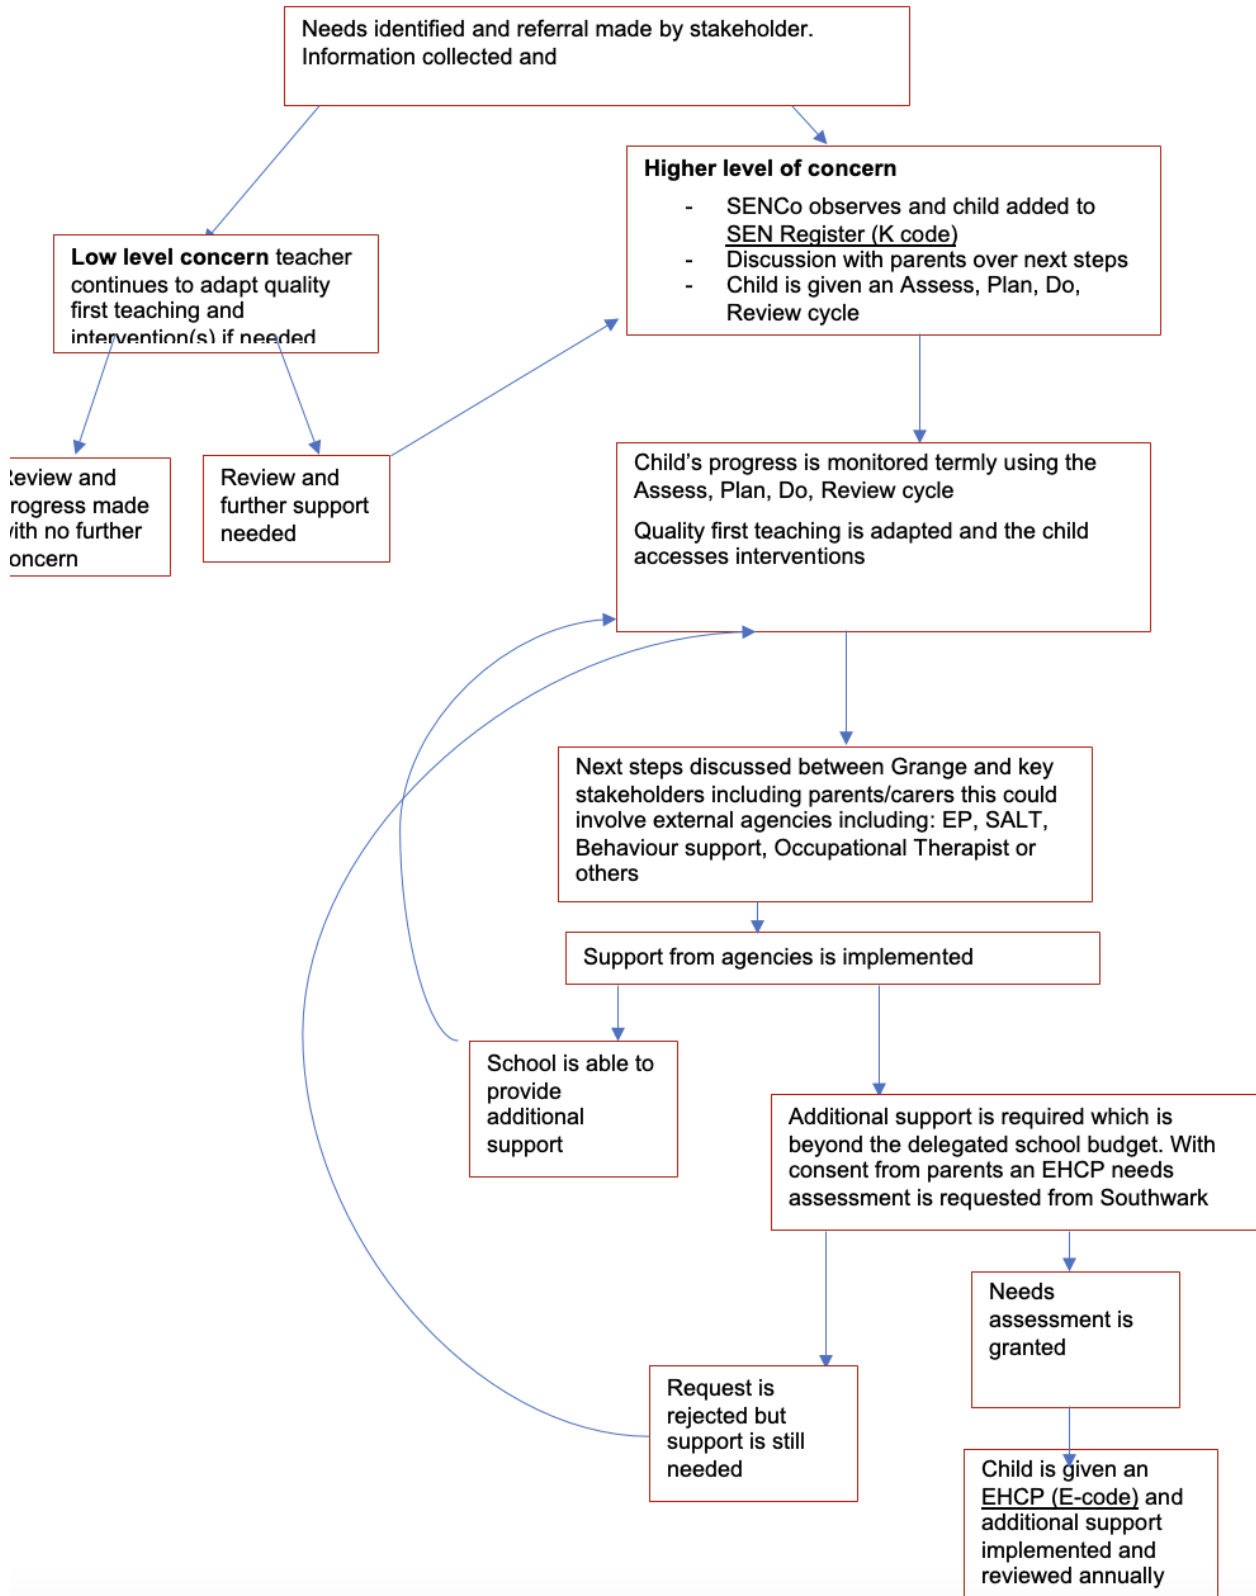 Needs identified and referral made by stakeholder.
Information collected and
Higher level of concern
- SENCo observes and child added to
SEN Register (K code)
- Discussion with parents over next steps
- Child is given an Assess, Plan, Do,
Review cycle
Low level concern teacher
continues to adapt quality
first teaching and
intervention(s) if needed
Review and
progress made
with no further
concern
Review and
further support
needed
Child's progress is monitored termly using the
Assess, Plan, Do, Review cycle
Quality first teaching is adapted and the child
accesses interventions
Next steps discussed between Grange and key
stakeholders including parents/carers this could
involve external agencies including: EP, SALT,
Behaviour support, Occupational Therapist or
others
Support from agencies is implemented
School is able to
provide
additional
support
Additional support is required which is
beyond the delegated school budget. With
consent from parents an EHCP needs
assessment is requested from Southwark
Needs
assessment is
granted
Request is
rejected but
support is still
needed
Child is given an
EHCP (E-code) and
additional support
implemented and
reviewed annually